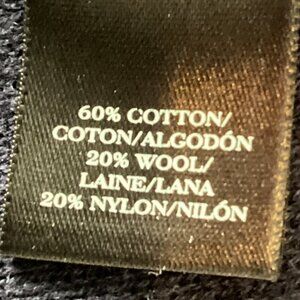 60% COTTON/
COTON/ALGODÓN
20% WOOL/
LAINE/LANA
20% NYLON/NILÓN